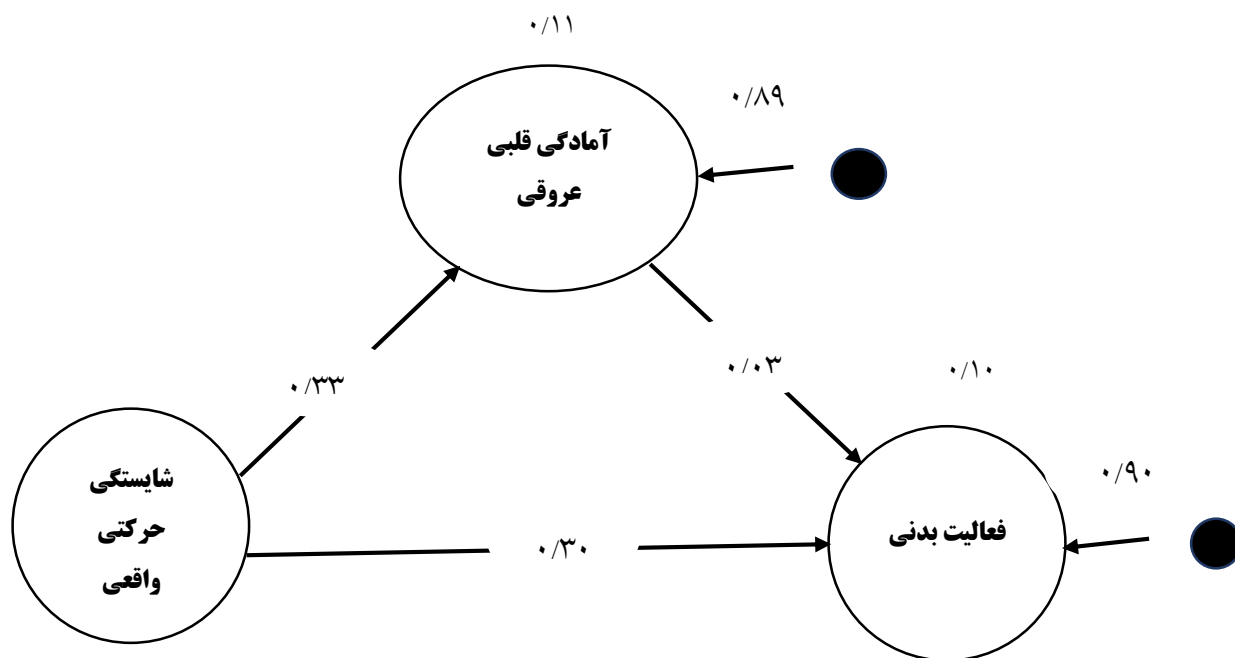 ۰/۱۱
۰/۸۹
آمادگی قلبی
عروقی
۰/۳۳
۰/۰۳
۰/۱۰
شایستگی
حرکتی
واقعی
۰/۳۰
فعالیت بدنی
۰/۹۰